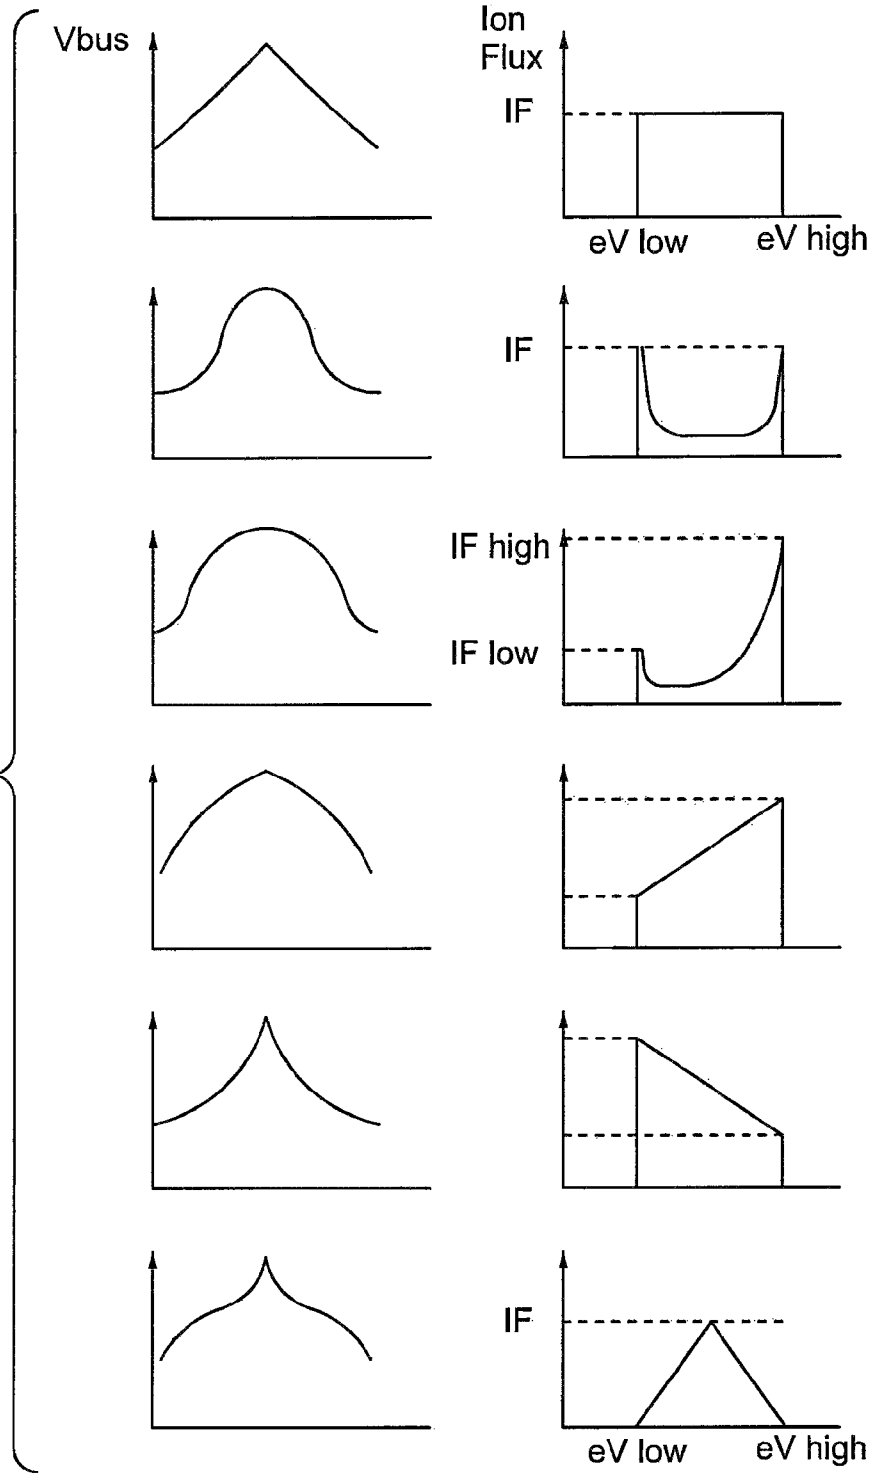 Vbus
Ion
Flux
IF
eV low
eV high
IF
IF high
IF low
IF
eV low
eV high